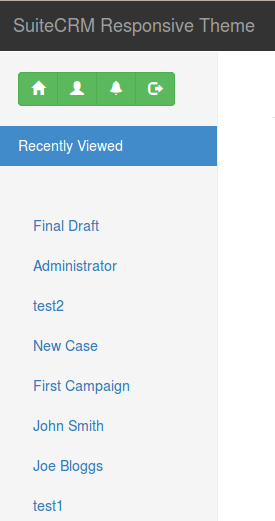 SuiteCRM Responsive Theme
Recently Viewed
Final Draft
Administrator
test2
New Case
First Campaign
John Smith
Joe Bloggs
test1